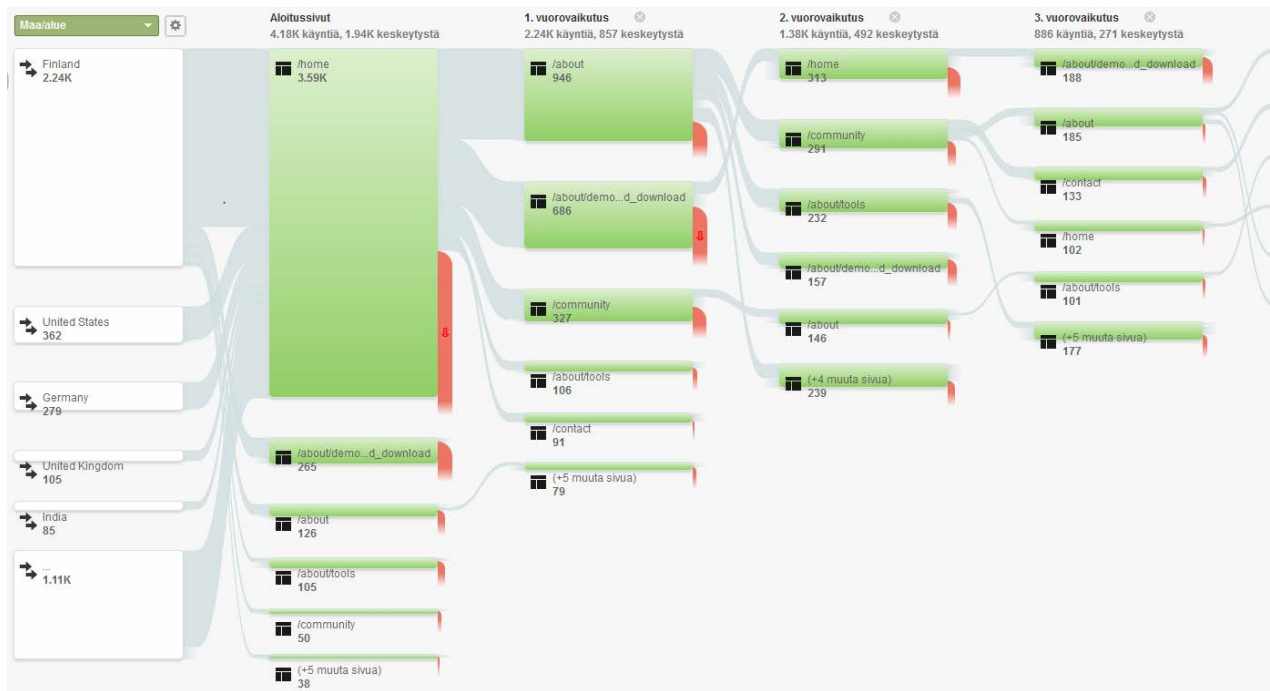 Maa/alue
Finland
2.24K
United States
362
Germany
279
United Kingdom
105
India
85
...
1.11K
Aloitussivut
4.18K käyntiä, 1.94K keskeytystä
/home
3.59K
/about/demo...d_download
265
/about
126
/about/tools
105
/community
50
(+5 muuta sivua)
38
1. vuorovaikutus
2.24K käyntiä, 857 keskeytystä
/about
946
/about/demo...d_download
686
/community
327
/about/tools
106
/contact
91
(+5 muuta sivua)
79
2. vuorovaikutus
1.38K käyntiä, 492 keskeytystä
/home
313
/community
291
/about/tools
232
/about/demo...d_download
157
/about
146
(+4 muuta sivua)
239
3. vuorovaikutus
886 käyntiä, 271 keskeytystä
/about/demo...d_download
188
/about
185
/contact
133
/home
102
/about/tools
101
(+5 muuta sivua)
177